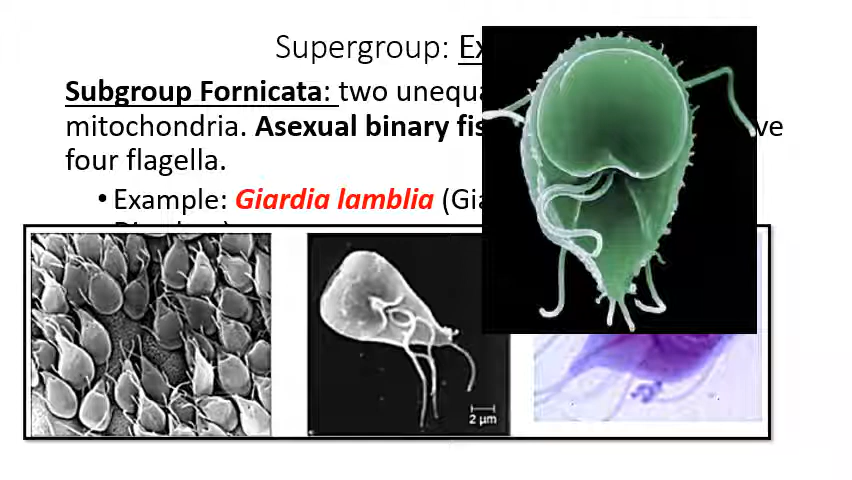 Supergroup: Ex
Subgroup Fornicata: two unequa
mitochondria. Asexual binary fis ve
four flagella.
• Example: Giardia lamblia (Gia
2 µm